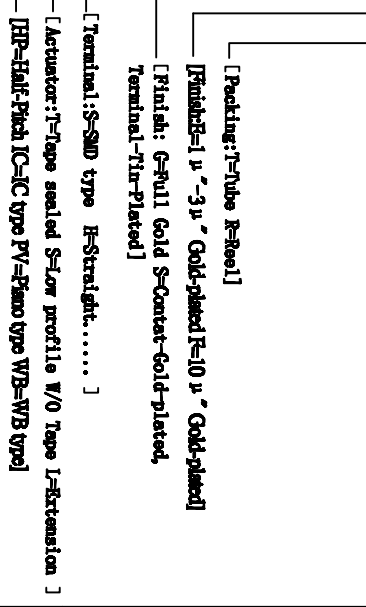 [Packing:T=Tube R=Reel]
[Finish:E=1μ"-3μ" Gold-plated F=10μ" Gold-plated]
[Finish: G=Full Gold S=Contat-Gold-plated,
Terminal-Tin-Plated]
[Terminal:S=SMD type H=Straight...... ]
[Actuator:T=Tape sealed S=Low profile W/O Tape L=Extension ]
[HP=Half-Pitch IC=IC type PV=Piano type WB=WB type]